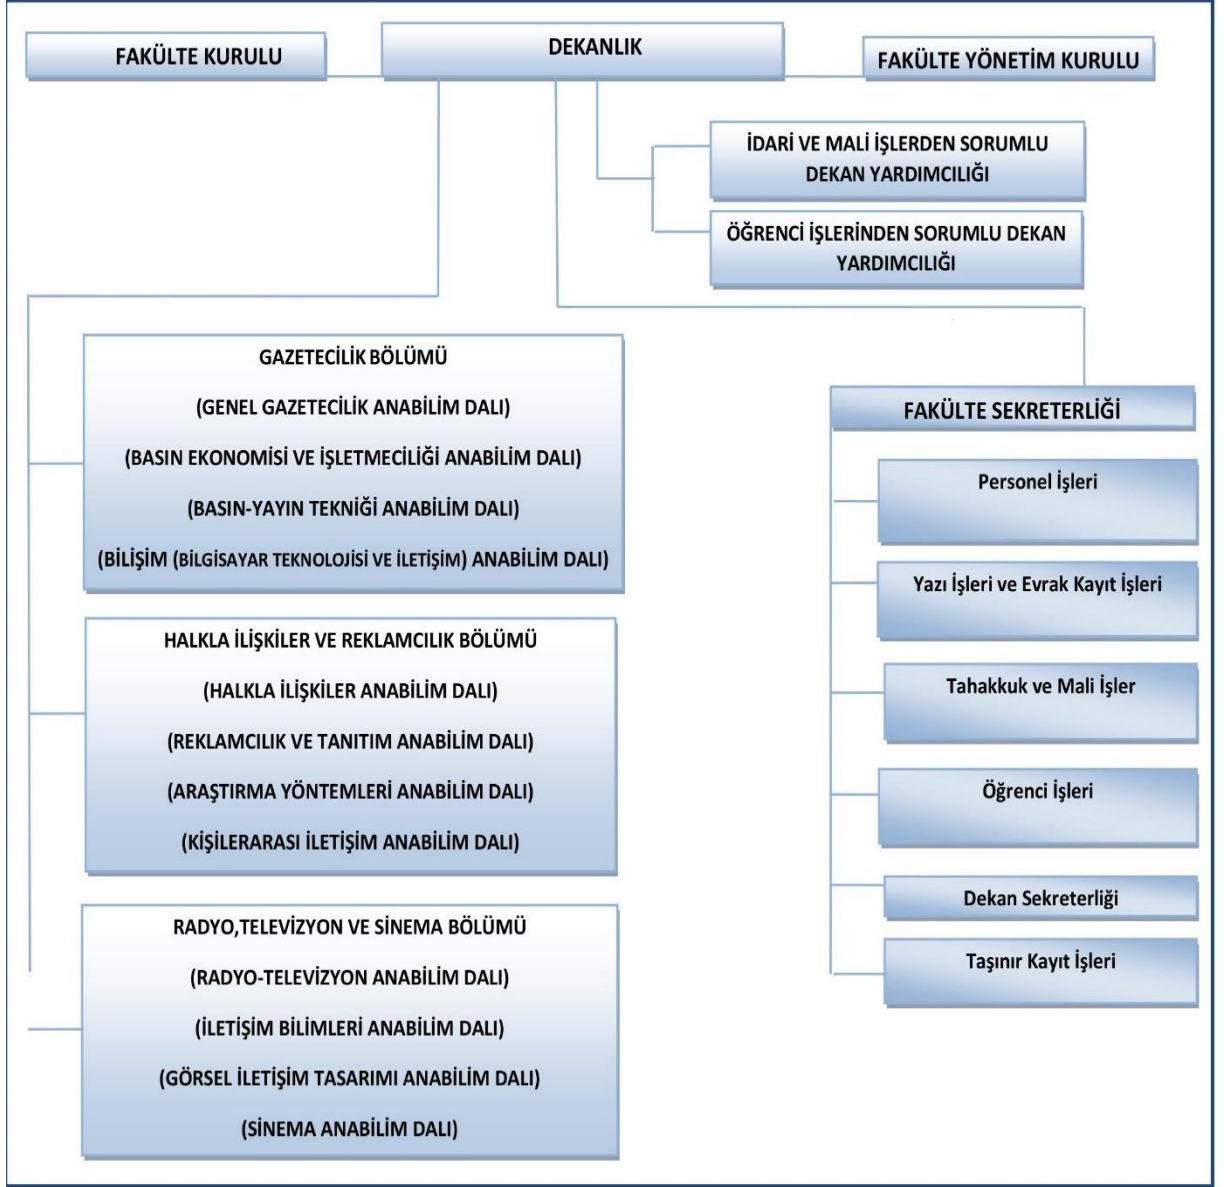 FAKÜLTE KURULU
DEKANLIK
FAKÜLTE YÖNETİM KURULU
İDARİ VE MALİ İŞLERDEN SORUMLU
DEKAN YARDIMCILIĞI
ÖĞRENCİ İŞLERİNDEN SORUMLU DEKAN
YARDIMCILIĞI
GAZETECİLİK BÖLÜMÜ
(GENEL GAZETECİLİK ANABİLİM DALI)
(BASIN EKONOMİSİ VE İŞLETMECİLİĞİ ANABİLİM DALI)
(BASIN-YAYIN TEKNİĞİ ANABİLİM DALI)
(BİLİŞİM (BİLGİSAYAR TEKNOLOJİSİ VE İLETİŞİM) ANABİLİM DALI)
HALKLA İLİŞKİLER VE REKLAMCILIK BÖLÜMÜ
(HALKLA İLİŞKİLER ANABİLİM DALI)
(REKLAMCILIK VE TANITIM ANABİLİM DALI)
(ARAŞTIRMA YÖNTEMLERİ ANABİLİM DALI)
(KİŞİLERARASI İLETİŞİM ANABİLİM DALI)
RADYO,TELEVİZYON VE SİNEMA BÖLÜMÜ
(RADYO-TELEVİZYON ANABİLİM DALI)
(İLETİŞİM BİLİMLERİ ANABİLİM DALI)
(GÖRSEL İLETİŞİM TASARIMI ANABİLİM DALI)
(SİNEMA ANABİLİM DALI)
FAKÜLTE SEKRETERLİĞİ
Personel İşleri
Yazı İşleri ve Evrak Kayıt İşleri
Tahakkuk ve Mali İşler
Öğrenci İşleri
Dekan Sekreterliği
Taşınır Kayıt İşleri